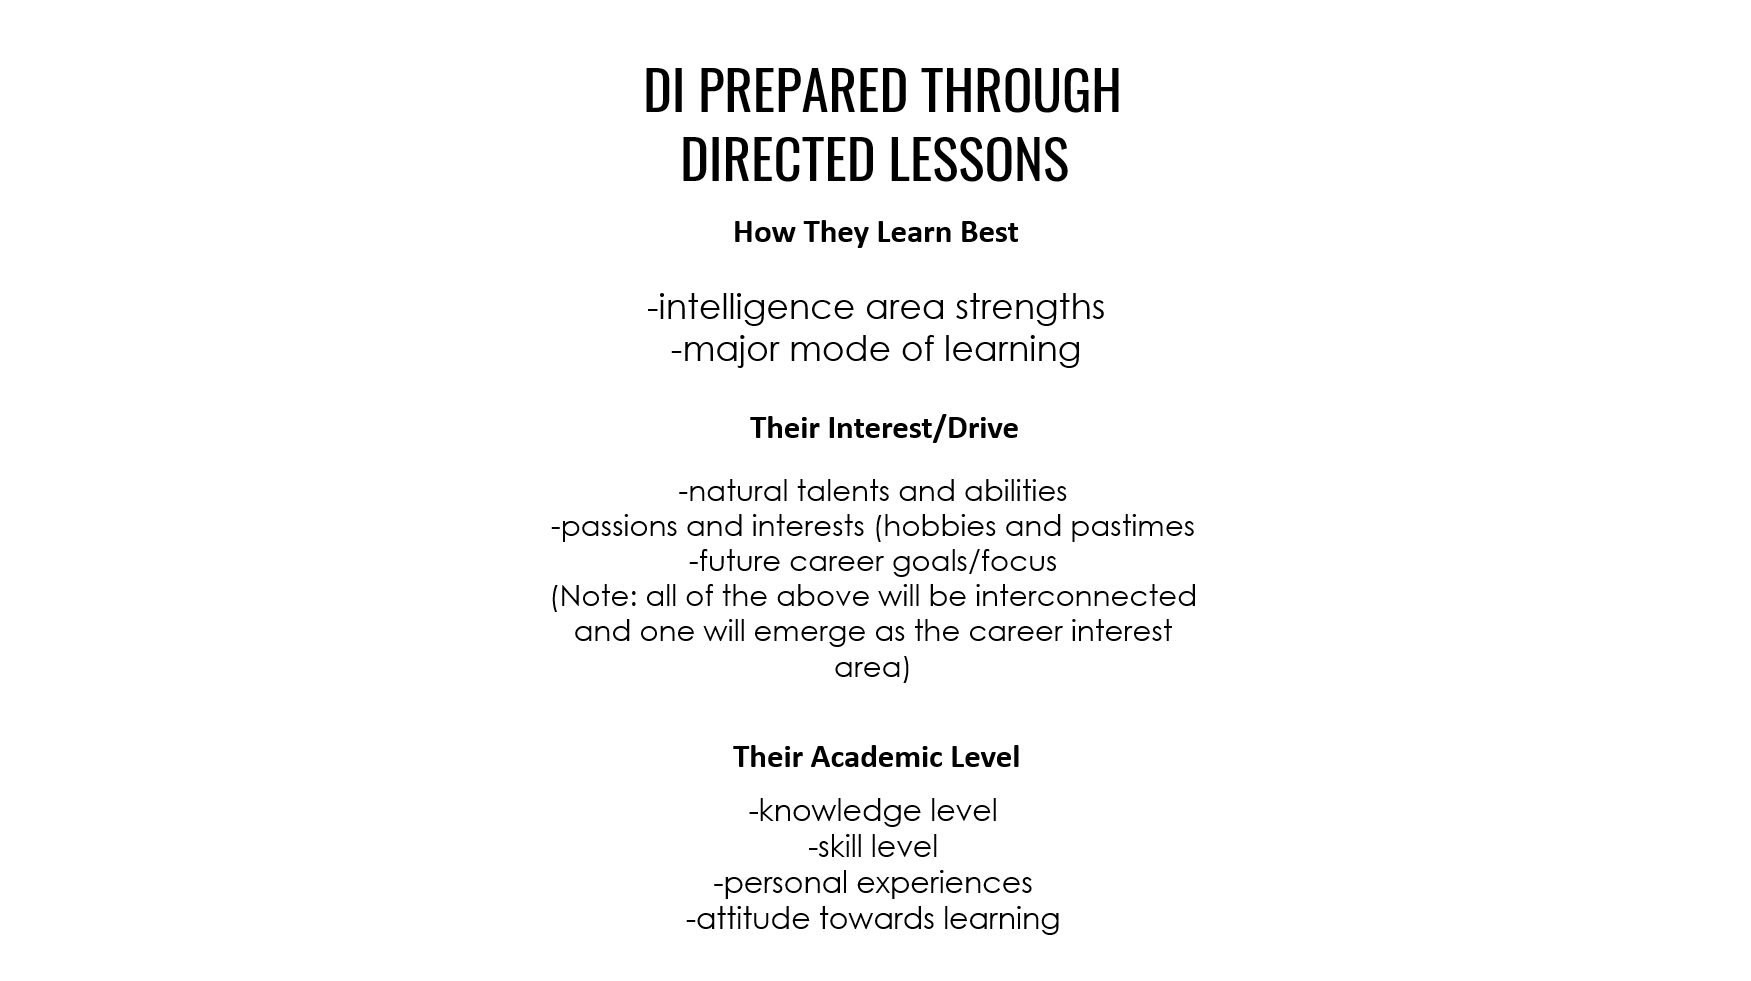 DI PREPARED THROUGH
DIRECTED LESSONS
How They Learn Best
-intelligence area strengths
-major mode of learning
Their Interest/Drive
-natural talents and abilities
-passions and interests (hobbies and pastimes
-future career goals/focus
(Note: all of the above will be interconnected
and one will emerge as the career interest
area)
Their Academic Level
-knowledge level
-skill level
-personal experiences
-attitude towards learning